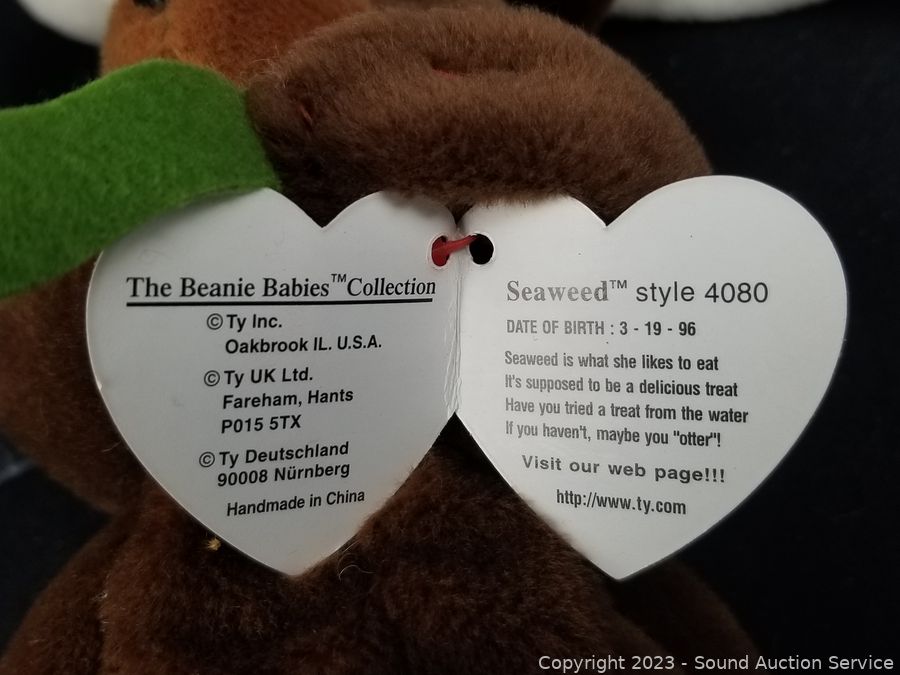 The Beanie Babies™Collection
© Ty Inc.
Oakbrook IL. U.S.A.
© Ty UK Ltd.
Fareham, Hants
P015 5TX
© Ty Deutschland
90008 Nürnberg
Handmade in China
Seaweed™ style 4080
DATE OF BIRTH : 3 - 19 - 96
Seaweed is what she likes to eat
It's supposed to be a delicious treat
Have you tried a treat from the water
If you haven't, maybe you "otter"!
Visit our web page!!!
http://www.ty.com
Copyright 2023 - Sound Auction Service